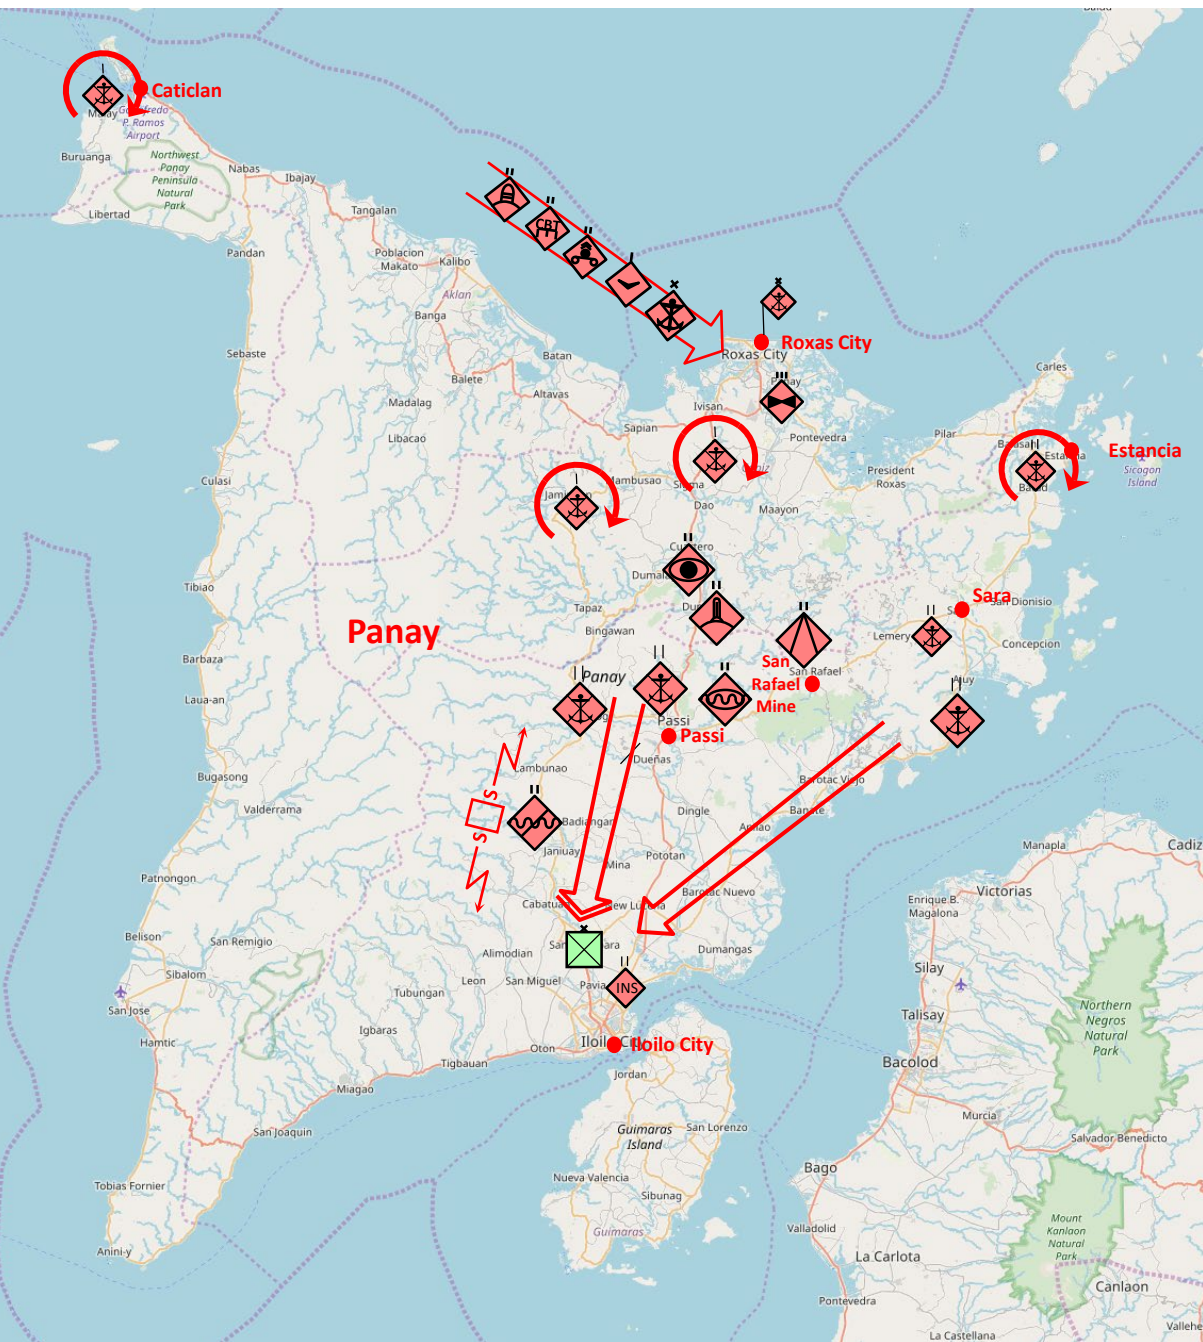 Caticlan
Malay
Godofredo
P. Ramos
Airport
Buruanga
Northwest
Panay
Peninsula
Natural
Park
Nabas
Ibajay
Libertad
Tangalan
Pandan
Poblacion
Makato
Kalibo
Aklan
Banga
CBT
Roxas City
Roxas City
Panay
Sebaste
Batan
Carles
Balete
Altavas
Madalag
Ivisan
Sapian
Libacao
Pontevedra
Pilar
Estancia
Estancia
Sicogon
Island
Culasi
Mambusao
Sigma
President
Roxas
Dao
Maayon
Cuartero
Tibiao
Sara
San Dionisio
Tapaz
Bingawan
Lemery
Concepcion
Panay
Barbaza
San
Rafael
Mine
San Rafael
Ajuy
Panay
Laua-an
Passi
Passi
Dueñas
Lambunao
Bugasong
Barotac Viejo
Banate
S
S
Valderrama
Badiangan
Dingle
Anilao
Janiuay
Mina
Pototan
Patnongon
Manapla
Cadiz
Cabatuan
New Lucena
Barotac Nuevo
Victorias
Enrique B.
Magalona
Belison
San Remigio
Alimodian
Dumangas
Silay
Sibalom
Leon
San Miguel
Pavia
INS
Tubungan
San Jose
Talisay
Northern
Negros
Natural
Park
Igbaras
Hamtic
Oton
Iloilo City
Iloilo City
Tigbauan
Bacolod
Jordan
Miagao
Murcia
San Joaquin
Guimaras
Island
San Lorenzo
Salvador Benedicto
Bago
Nueva Valencia
Tobias Fornier
Sibunag
Guimaras
Valladolid
Mount
Kanlaon
Natural
Park
Anini-y
La Carlota
Canlaon
Pontevedra
La Castellana